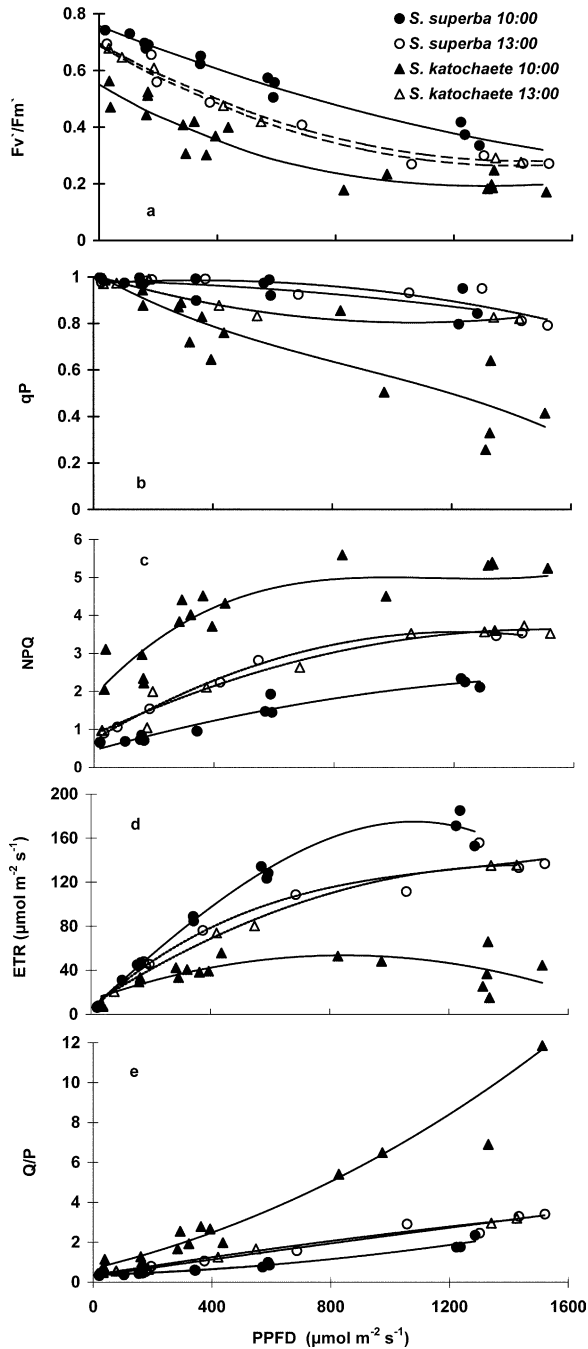 S. superba 10:00
S. superba 13:00
S. katochaete 10:00
S. katochaete 13:00
Fv`/Fm`
0.8
0.6
0.4
0.2
0
a
qP
1
0.8
0.6
0.4
0.2
0
b
NPQ
6
5
4
3
2
1
0
c
ETR (µmol m-2 s-1)
200
160
120
80
40
0
d
Q/P
12
10
8
6
4
2
0
e
0 400 800 1200 1600
PPFD (µmol m-2 s-1)